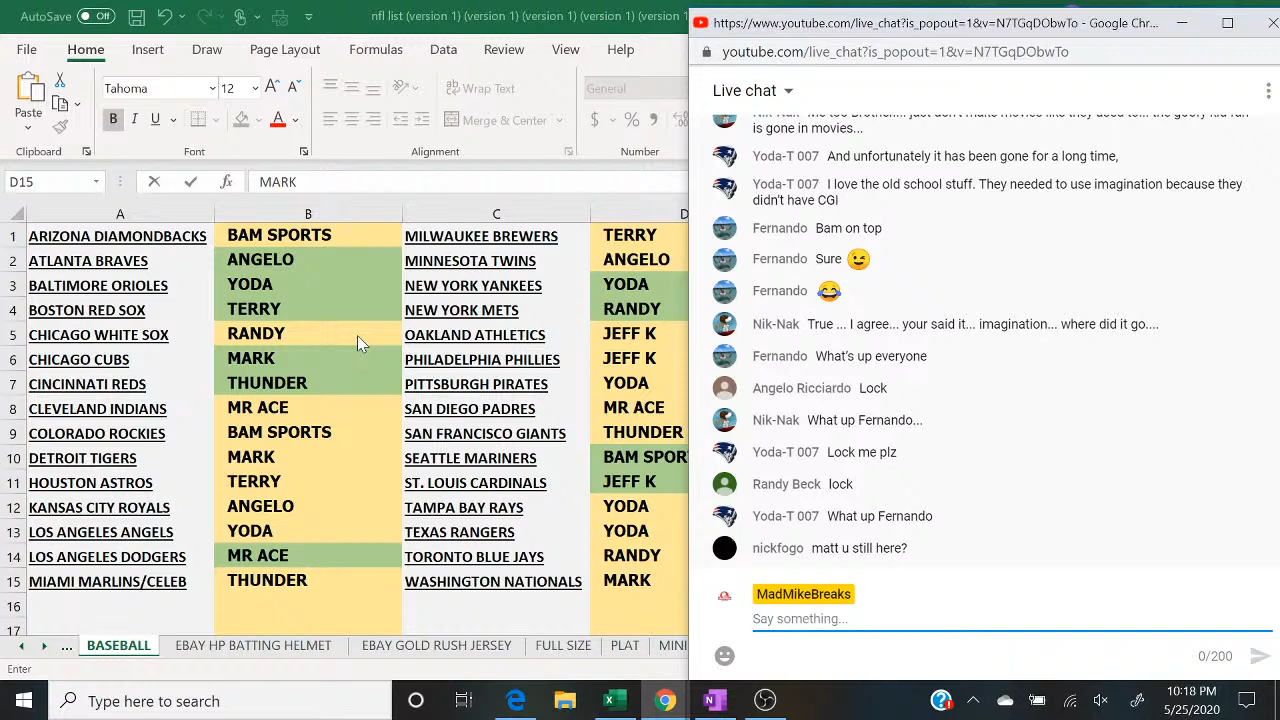 AutoSave Off nfl list (version 1) (version 1) (version 1) (version 1)
File Home Insert Draw Page Layout Formulas Data Review View Help
Paste Tahoma 12 A A Wrap Text General
B I U A Merge & Center $ % 9
Clipboard Font Alignment Number
D15 fx MARK
A B C D
1 ARIZONA DIAMONDBACKS BAM SPORTS MILWAUKEE BREWERS TERRY
2 ATLANTA BRAVES ANGELO MINNESOTA TWINS ANGELO
3 BALTIMORE ORIOLES YODA NEW YORK YANKEES YODA
4 BOSTON RED SOX TERRY NEW YORK METS RANDY
5 CHICAGO WHITE SOX RANDY OAKLAND ATHLETICS JEFF K
6 CHICAGO CUBS MARK PHILADELPHIA PHILLIES JEFF K
7 CINCINNATI REDS THUNDER PITTSBURGH PIRATES YODA
8 CLEVELAND INDIANS MR ACE SAN DIEGO PADRES MR ACE
9 COLORADO ROCKIES BAM SPORTS SAN FRANCISCO GIANTS THUNDER
10 DETROIT TIGERS MARK SEATTLE MARINERS BAM SPOR
11 HOUSTON ASTROS TERRY ST. LOUIS CARDINALS JEFF K
12 KANSAS CITY ROYALS ANGELO TAMPA BAY RAYS YODA
13 LOS ANGELES ANGELS YODA TEXAS RANGERS YODA
14 LOS ANGELES DODGERS MR ACE TORONTO BLUE JAYS RANDY
15 MIAMI MARLINS/CELEB THUNDER WASHINGTON NATIONALS MARK
16
17
... BASEBALL EBAY HP BATTING HELMET EBAY GOLD RUSH JERSEY FULL SIZE PLAT MINI
Enter
https://www.youtube.com/live_chat?is_popout=1&v=N7TGqDObwTo - Google Chr...
youtube.com/live_chat?is_popout=1&v=N7TGqDObwTo
Live chat
is gone in movies...
Yoda-T 007 And unfortunately it has been gone for a long time,
Yoda-T 007 I love the old school stuff. They needed to use imagination because they
didn't have CGI
Fernando Bam on top
Fernando Sure 😉
Fernando 😂
Nik-Nak True ... I agree... your said it... imagination... where did it go....
Fernando What's up everyone
Angelo Ricciardo Lock
Nik-Nak What up Fernando...
Yoda-T 007 Lock me plz
Randy Beck lock
Yoda-T 007 What up Fernando
nickfogo matt u still here?
MadMikeBreaks
Say something...
0/200
Type here to search
10:18 PM
5/25/2020